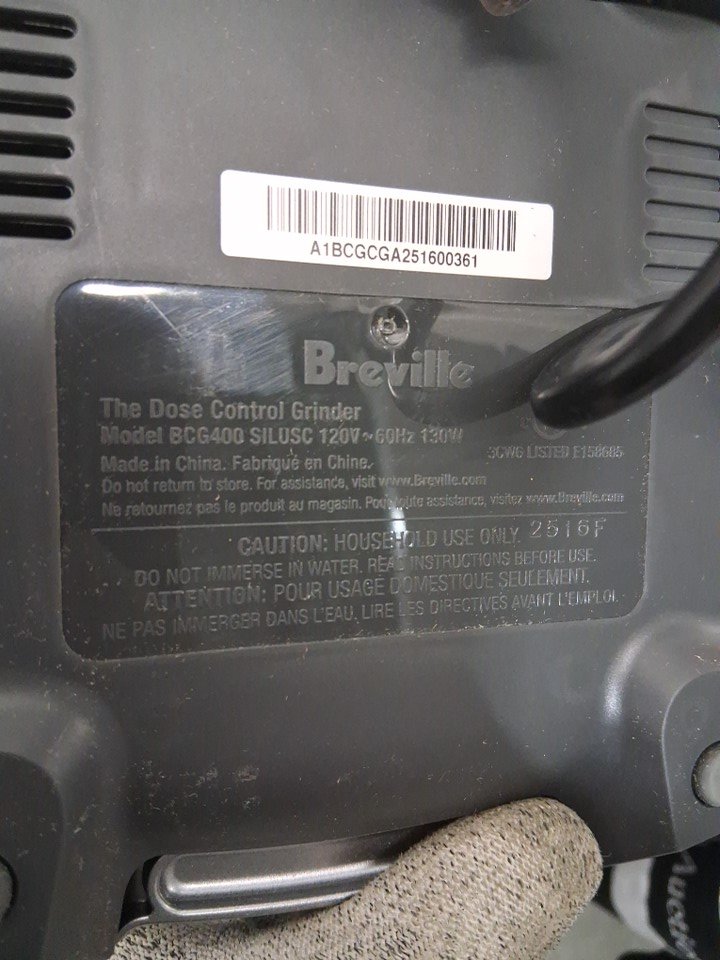 A1BCGCGA251600361
Breville
The Dose Control Grinder
Model BCG400 SILUSC 120V~60Hz 130W
3CW6 LISTED E158685
Made in China. Fabriqué en Chine.
Do not return to store. For assistance, visit www.Breville.com
Ne retournez pas le produit au magasin. Pour toute assistance, visitez www.Breville.com
CAUTION: HOUSEHOLD USE ONLY. 2516F
DO NOT IMMERSE IN WATER. READ INSTRUCTIONS BEFORE USE.
ATTENTION: POUR USAGE DOMESTIQUE SEULEMENT.
NE PAS IMMERGER DANS L'EAU. LIRE LES DIRECTIVES AVANT L'EMPLOI.